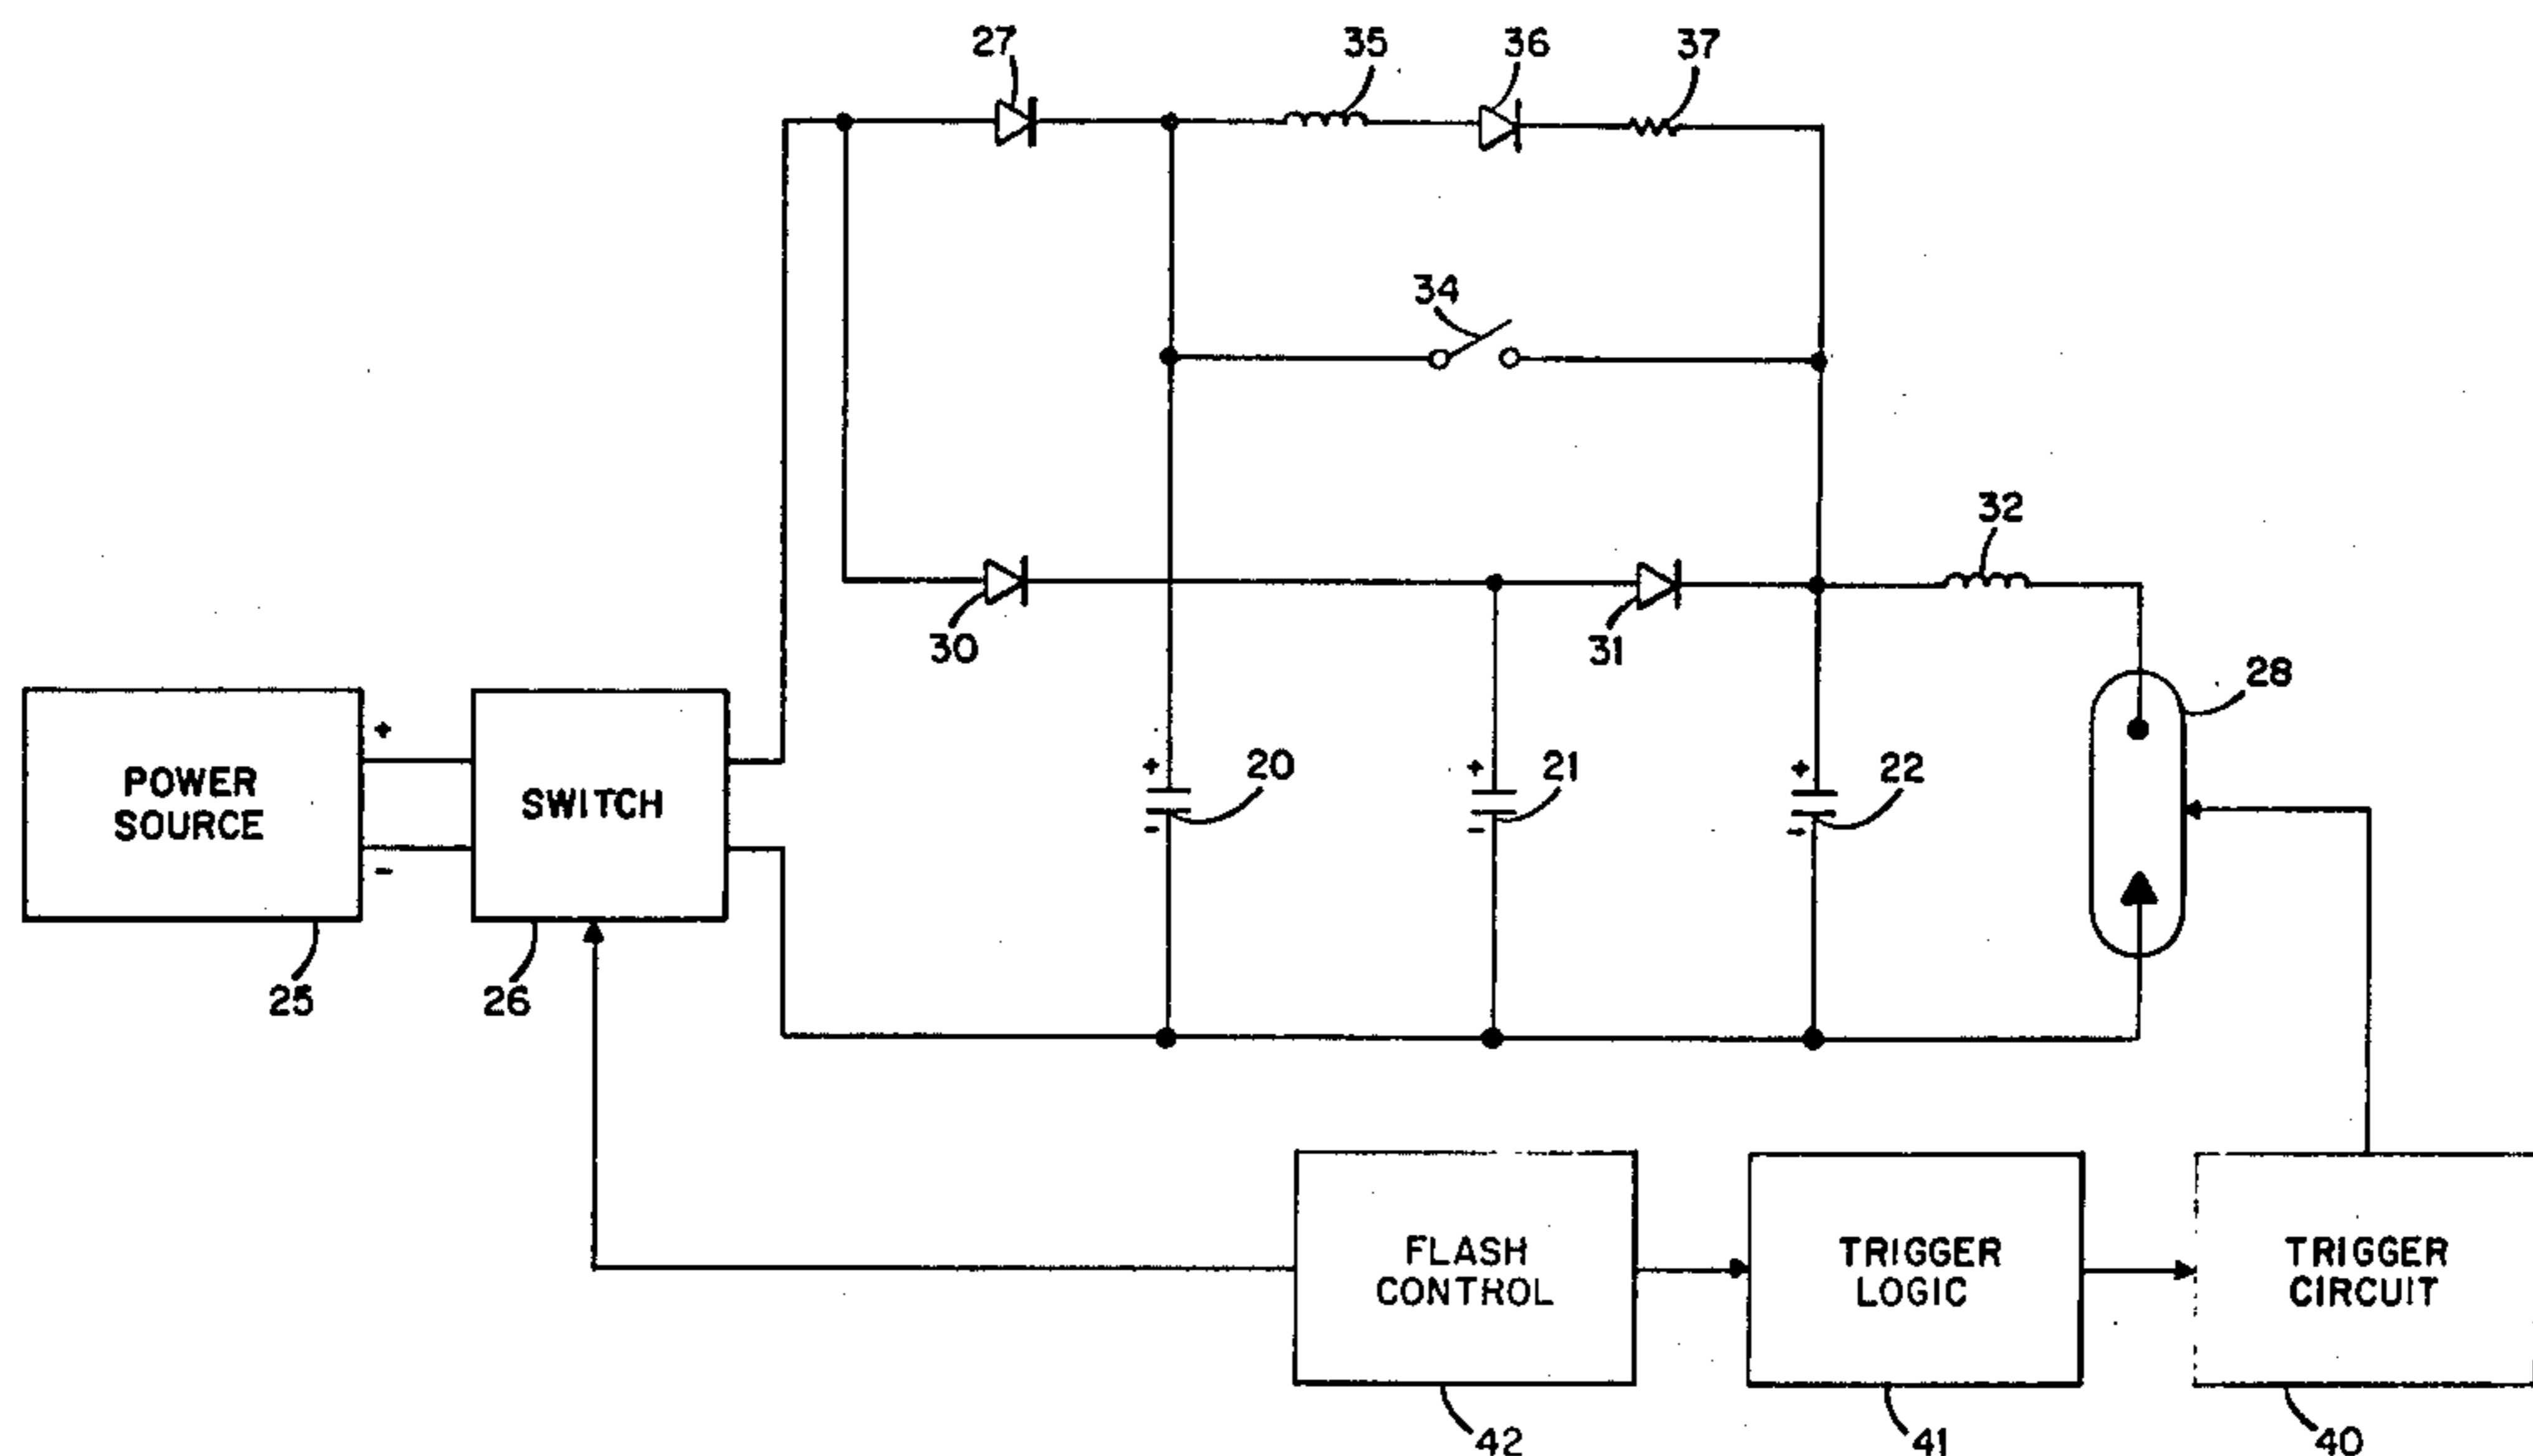 27
35
36
37
34
32
30
31
28
+
+
+
+
20
21
22
POWER
SOURCE
SWITCH
-
-
-
-
25
26
FLASH
CONTROL
TRIGGER
LOGIC
TRIGGER
CIRCUIT
42
41
40